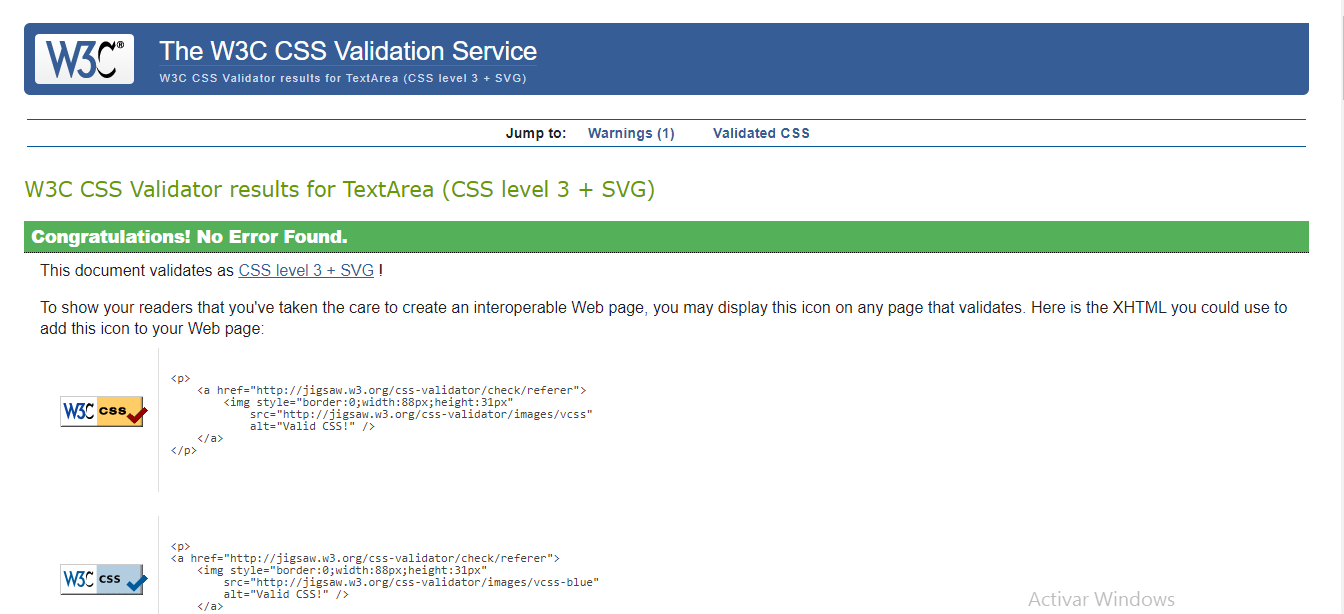 W3C®
The W3C CSS Validation Service
W3C CSS Validator results for TextArea (CSS level 3 + SVG)
Jump to: Warnings (1) Validated CSS
W3C CSS Validator results for TextArea (CSS level 3 + SVG)
Congratulations! No Error Found.
This document validates as CSS level 3 + SVG !
To show your readers that you've taken the care to create an interoperable Web page, you may display this icon on any page that validates. Here is the XHTML you could use to
add this icon to your Web page:
<p>
<a href="http://jigsaw.w3.org/css-validator/check/referer">
<img style="border:0;width:88px;height:31px"
W3C css
src="http://jigsaw.w3.org/css-validator/images/vcss"
alt="Valid CSS!" />
</a>
</p>
<p>
<a href="http://jigsaw.w3.org/css-validator/check/referer">
<img style="border:0;width:88px;height:31px"
W3C css
src="http://jigsaw.w3.org/css-validator/images/vcss-blue"
alt="Valid CSS!" />
</a>
Activar Windows